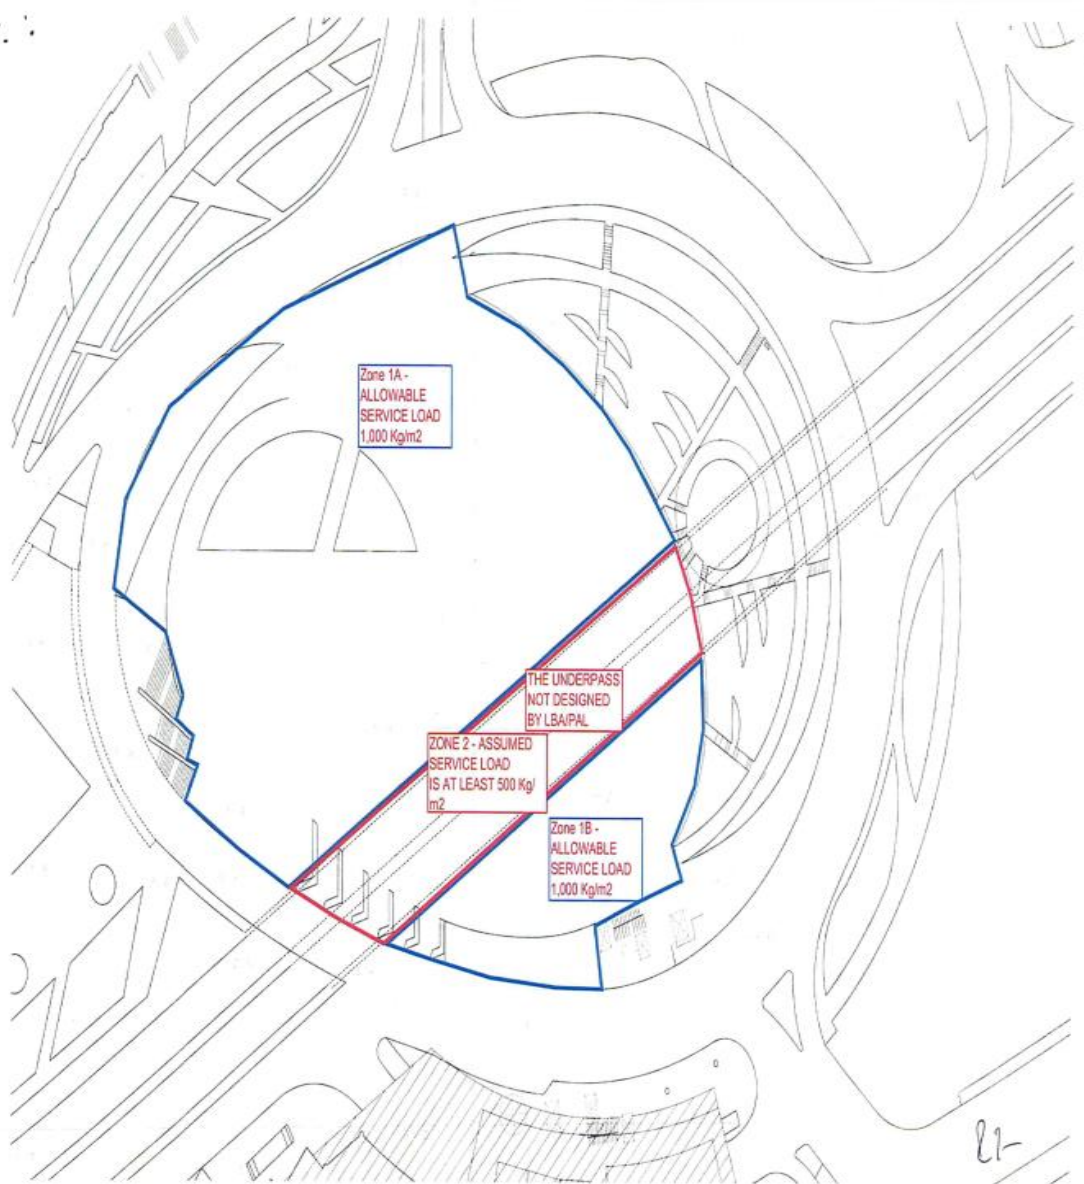 Zone 1A -
ALLOWABLE
SERVICE LOAD
1,000 Kg/m2
THE UNDERPASS
NOT DESIGNED
BY LBA/PAL
ZONE 2 - ASSUMED
SERVICE LOAD
IS AT LEAST 500 Kg/
m2
Zone 1B -
ALLOWABLE
SERVICE LOAD
1,000 Kg/m2